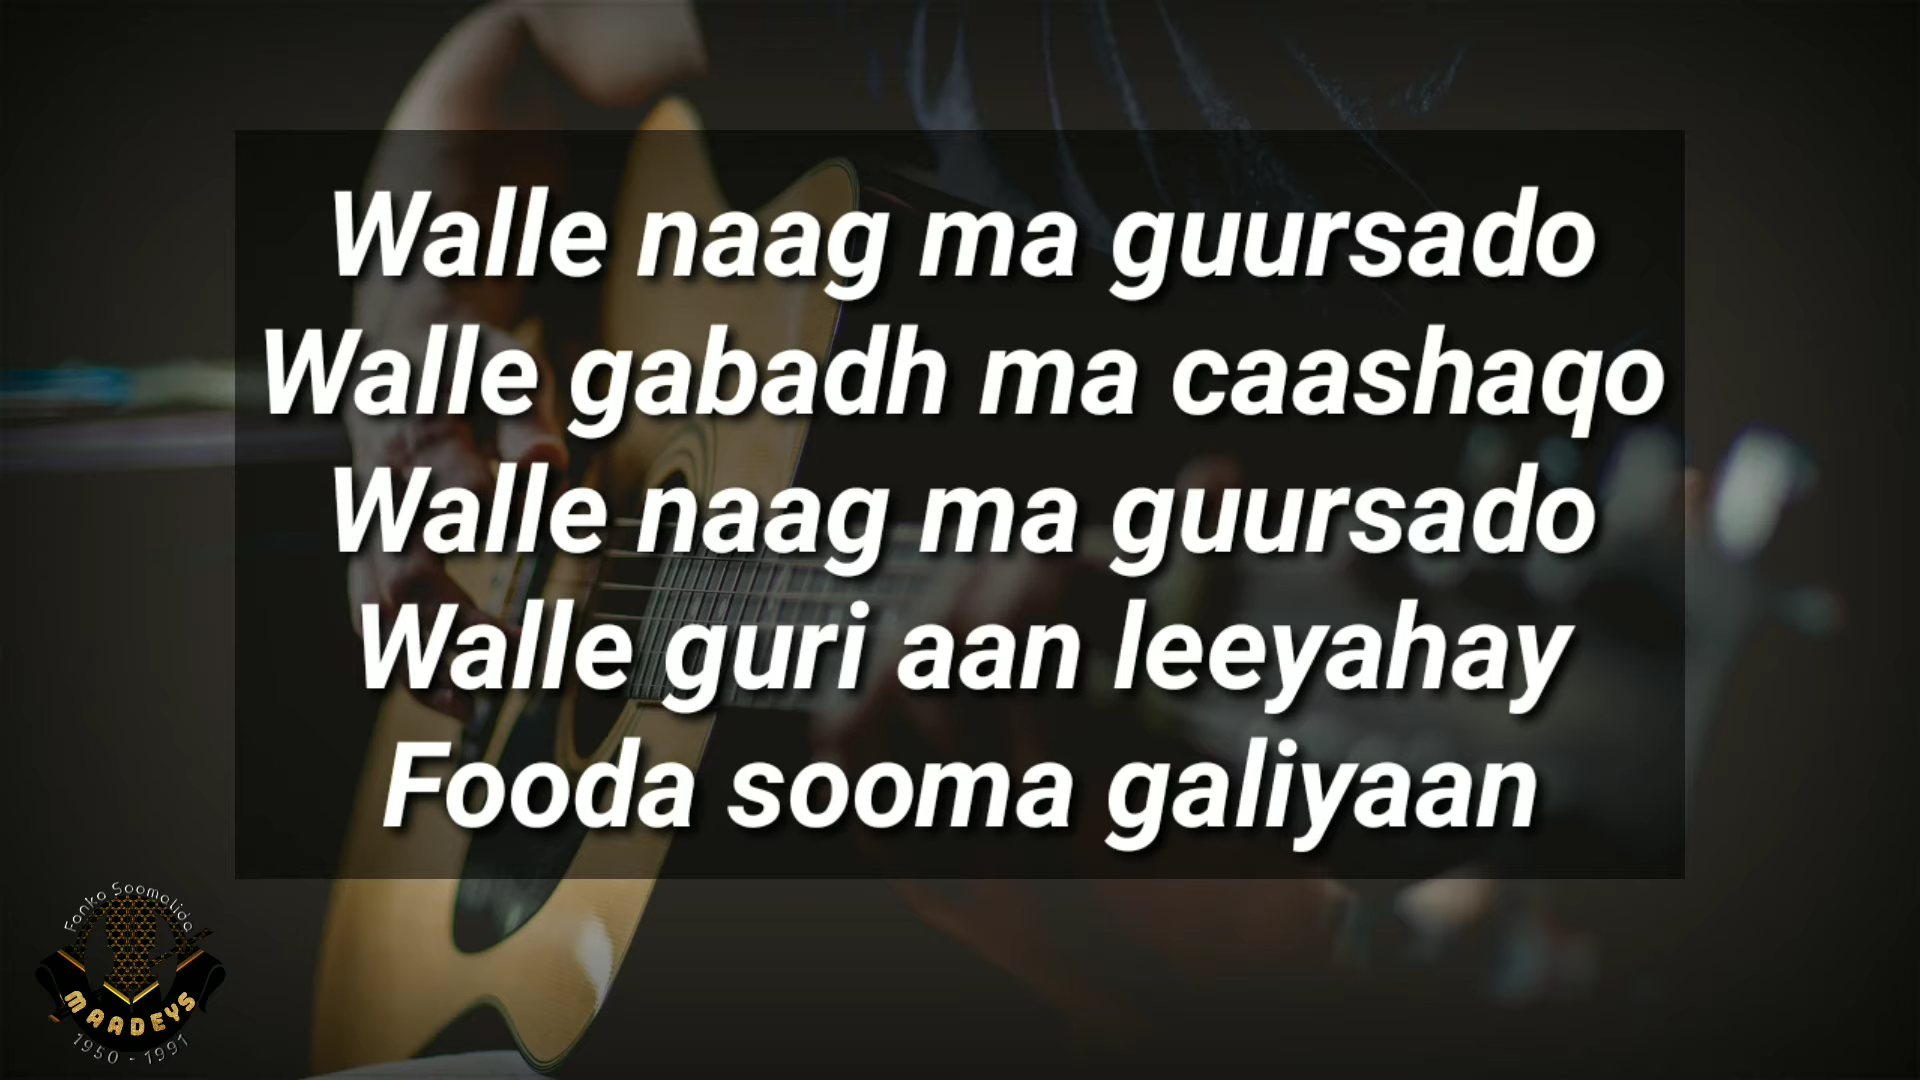 Walle naag ma guursado
Walle gabadh ma caashaqo
Walle naag ma guursado
Walle guri aan leeyahay
Fooda sooma galiyaan
Fanka Soomalida
MAADEYS
1950 - 1991